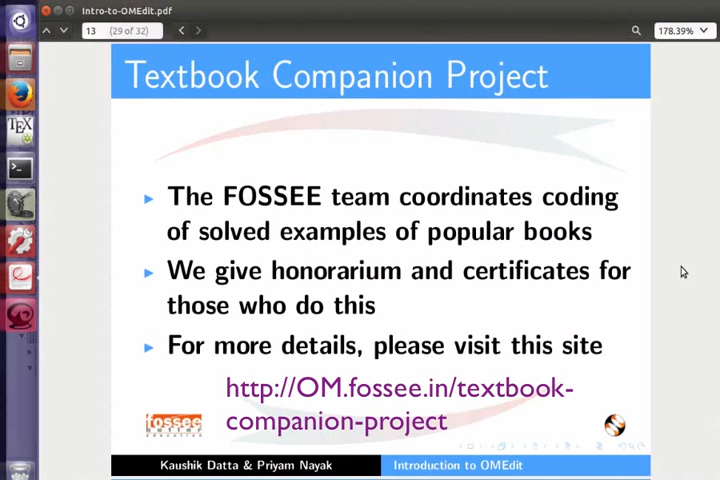 Intro-to-OMEdit.pdf
13 (29 of 32) 178.39%
Textbook Companion Project
The FOSSEE team coordinates coding
of solved examples of popular books
We give honorarium and certificates for
those who do this
For more details, please visit this site
http://OM.fossee.in/textbook-
companion-project
fossee
education
Kaushik Datta & Priyam Nayak Introduction to OMEdit